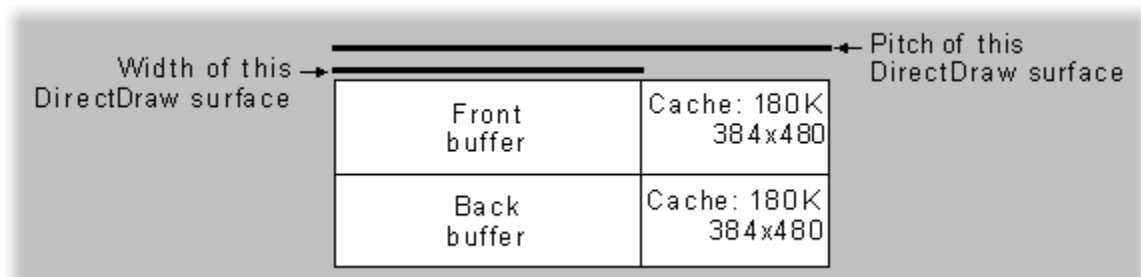 Width of this
DirectDraw surface
Pitch of this
DirectDraw surface
Front
buffer
Cache: 180K
384x480
Back
buffer
Cache: 180K
384x480